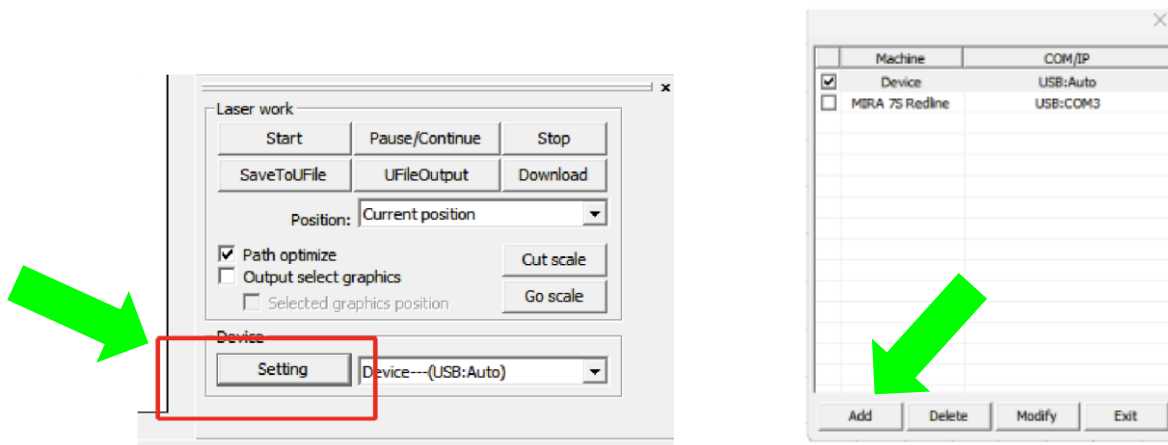 Laser work
Start Pause/Continue Stop
SaveToUFile UFileOutput Download
Position: Current position
Path optimize
Output select graphics
Cut scale
Selected graphics position
Go scale
Device
Setting Device---(USB:Auto)
Machine COM/IP
Device USB:Auto
MIRA 7S Redline USB:COM3
Add Delete Modify Exit